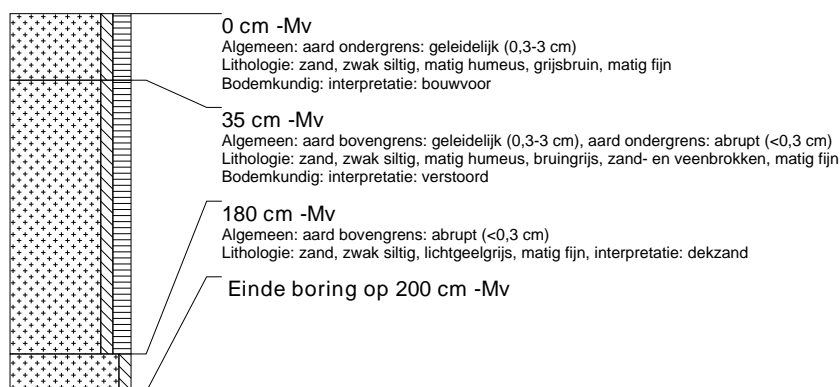 0 cm -Mv
Algemeen: aard ondergrens: geleidelijk (0,3-3 cm)
Lithologie: zand, zwak siltig, matig humeus, grijsbruin, matig fijn
Bodemkundig: interpretatie: bouwvoor
35 cm -Mv
Algemeen: aard bovengrens: geleidelijk (0,3-3 cm), aard ondergrens: abrupt (<0,3 cm)
Lithologie: zand, zwak siltig, matig humeus, bruingrijs, zand- en veenbrokken, matig fijn
Bodemkundig: interpretatie: verstoord
180 cm -Mv
Algemeen: aard bovengrens: abrupt (<0,3 cm)
Lithologie: zand, zwak siltig, lichtgeelgrijs, matig fijn, interpretatie: dekzand
Einde boring op 200 cm -Mv